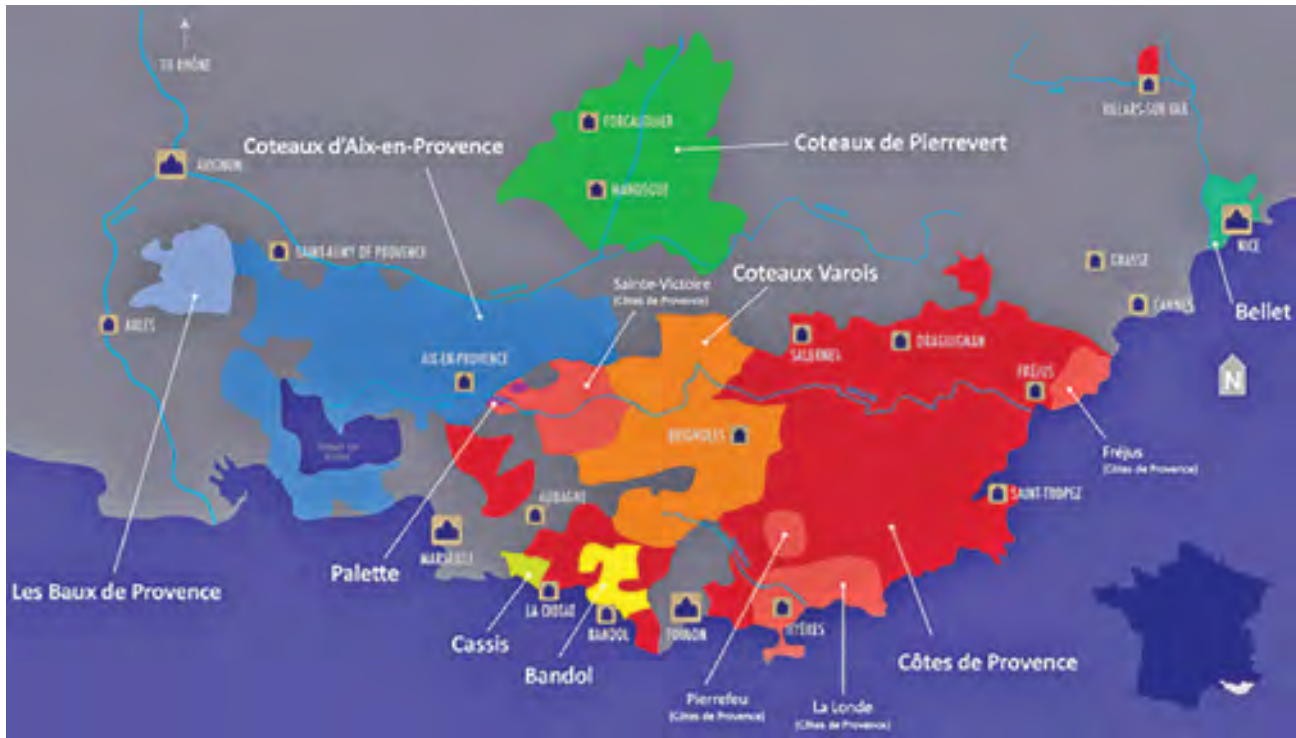 TO RHÔNE
AVIGNON
Coteaux d'Aix-en-Provence
FORCALQUIER
MANOSQUE
Coteaux de Pierrevert
VILLARS-SUR VAR
NICE
Bellet
GRASSE
CANNES
SAINT-REMY DE PROVENCE
ARLES
Sainte-Victoire
(Côtes de Provence)
Coteaux Varois
SALERNES
DRAGUIGNAN
FRÉJUS
N
AIX-EN-PROVENCE
BRIGNOLES
Fréjus
(Côtes de Provence)
SAINT-TROPEZ
AUBAGNE
MARSEILLE
Palette
Les Baux de Provence
Cassis
LA CIOTAT
Bandol
BANDOL
TOULON
HYÈRES
Pierrefeu
(Côtes de Provence)
La Londe
(Côtes de Provence)
Côtes de Provence